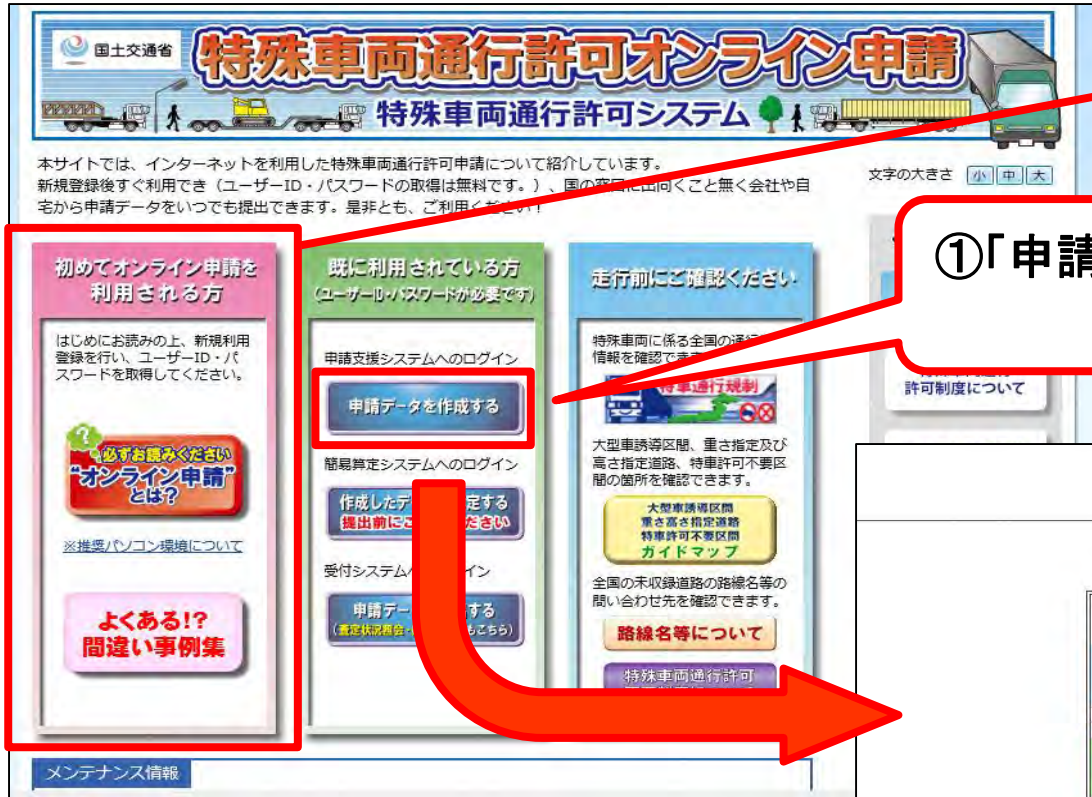 国土交通省
特殊車両通行許可オンライン申請
特殊車両通行許可システム
本サイトでは、インターネットを利用した特殊車両通行許可申請について紹介しています。
新規登録後すぐ利用でき(ユーザーID・パスワードの取得は無料です。)、国の窓口に出向くこと無く会社や自
宅から申請データをいつでも提出できます。是非とも、ご利用ください!
文字の大きさ 小 中 大
初めてオンライン申請を
利用される方
はじめにお読みの上、新規利用
登録を行い、ユーザーID・パ
スワードを取得してください。
?
必ずお読みください
"オンライン申請"
とは?
※推奨パソコン環境について
よくある!?
間違い事例集
既に利用されている方
(ユーザーID・パスワードが必要です)
申請支援システムへのログイン
申請データを作成する
簡易算定システムへのログイン
作成したデ 定する
提出前にご ださい
受付システムへ イン
申請デー する
(査定状況照会・ もこちら)
走行前にご確認ください
特殊車両に係る全国の通行
情報を確認できます
特車通行規制
大型車誘導区間、重さ指定及び
高さ指定道路、特車許可不要区
間の箇所を確認できます。
大型車誘導区間
重さ高さ指定道路
特車許可不要区間
ガイドマップ
全国の未収録道路の路線名等の
問い合わせ先を確認できます。
路線名等について
特殊車両通行許可
①「申請
許可制度について
メンテナンス情報